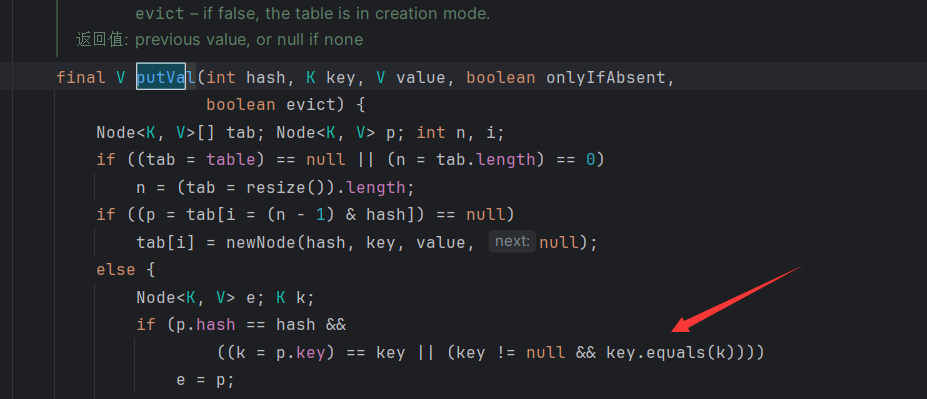 evict – if false, the table is in creation mode.
返回值: previous value, or null if none
final V putVal(int hash, K key, V value, boolean onlyIfAbsent,
boolean evict) {
Node<K, V>[] tab; Node<K, V> p; int n, i;
if ((tab = table) == null || (n = tab.length) == 0)
n = (tab = resize()).length;
if ((p = tab[i = (n - 1) & hash]) == null)
tab[i] = newNode(hash, key, value, next: null);
else {
Node<K, V> e; K k;
if (p.hash == hash &&
((k = p.key) == key || (key != null && key.equals(k))))
e = p;